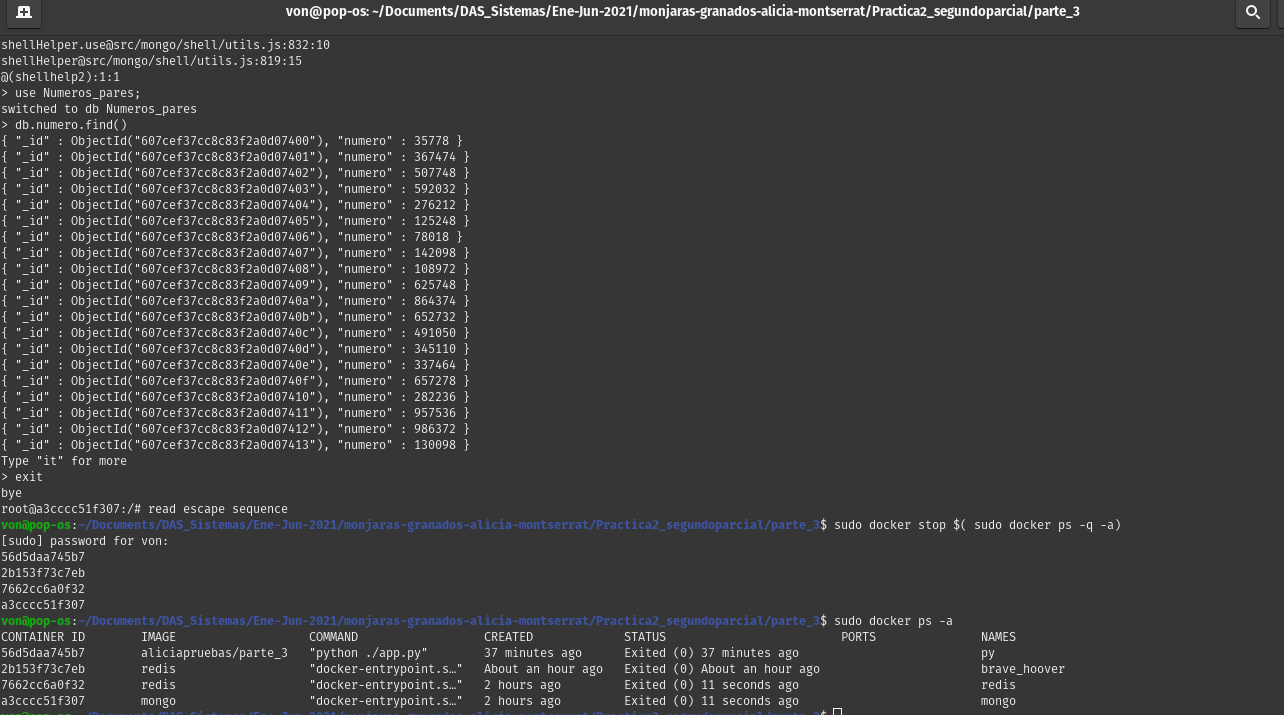 von@pop-os: ~/Documents/DAS_Sistemas/Ene-Jun-2021/monjaras-granados-alicia-montserrat/Practica2_segundoparcial/parte_3
shellHelper.use@src/mongo/shell/utils.js:832:10
shellHelper@src/mongo/shell/utils.js:819:15
@(shellhelp2):1:1
> use Numeros_pares;
switched to db Numeros_pares
> db.numero.find()
{ "_id" : ObjectId("607cef37cc8c83f2a0d07400"), "numero" : 35778 }
{ "_id" : ObjectId("607cef37cc8c83f2a0d07401"), "numero" : 367474 }
{ "_id" : ObjectId("607cef37cc8c83f2a0d07402"), "numero" : 507748 }
{ "_id" : ObjectId("607cef37cc8c83f2a0d07403"), "numero" : 592032 }
{ "_id" : ObjectId("607cef37cc8c83f2a0d07404"), "numero" : 276212 }
{ "_id" : ObjectId("607cef37cc8c83f2a0d07405"), "numero" : 125248 }
{ "_id" : ObjectId("607cef37cc8c83f2a0d07406"), "numero" : 78018 }
{ "_id" : ObjectId("607cef37cc8c83f2a0d07407"), "numero" : 142098 }
{ "_id" : ObjectId("607cef37cc8c83f2a0d07408"), "numero" : 108972 }
{ "_id" : ObjectId("607cef37cc8c83f2a0d07409"), "numero" : 625748 }
{ "_id" : ObjectId("607cef37cc8c83f2a0d0740a"), "numero" : 864374 }
{ "_id" : ObjectId("607cef37cc8c83f2a0d0740b"), "numero" : 652732 }
{ "_id" : ObjectId("607cef37cc8c83f2a0d0740c"), "numero" : 491050 }
{ "_id" : ObjectId("607cef37cc8c83f2a0d0740d"), "numero" : 345110 }
{ "_id" : ObjectId("607cef37cc8c83f2a0d0740e"), "numero" : 337464 }
{ "_id" : ObjectId("607cef37cc8c83f2a0d0740f"), "numero" : 657278 }
{ "_id" : ObjectId("607cef37cc8c83f2a0d07410"), "numero" : 282236 }
{ "_id" : ObjectId("607cef37cc8c83f2a0d07411"), "numero" : 957536 }
{ "_id" : ObjectId("607cef37cc8c83f2a0d07412"), "numero" : 986372 }
{ "_id" : ObjectId("607cef37cc8c83f2a0d07413"), "numero" : 130098 }
Type "it" for more
> exit
bye
root@a3cccc51f307:/# read escape sequence
von@pop-os:~/Documents/DAS_Sistemas/Ene-Jun-2021/monjaras-granados-alicia-montserrat/Practica2_segundoparcial/parte_3$ sudo docker stop $( sudo docker ps -q -a)
[sudo] password for von:
56d5daa745b7
2b153f73c7eb
7662cc6a0f32
a3cccc51f307
von@pop-os:~/Documents/DAS_Sistemas/Ene-Jun-2021/monjaras-granados-alicia-montserrat/Practica2_segundoparcial/parte_3$ sudo docker ps -a
CONTAINER ID IMAGE COMMAND CREATED STATUS PORTS NAMES
56d5daa745b7 aliciapruebas/parte_3 "python ./app.py" 37 minutes ago Exited (0) 37 minutes ago py
2b153f73c7eb redis "docker-entrypoint.s…" About an hour ago Exited (0) About an hour ago brave_hoover
7662cc6a0f32 redis "docker-entrypoint.s…" 2 hours ago Exited (0) 11 seconds ago redis
a3cccc51f307 mongo "docker-entrypoint.s…" 2 hours ago Exited (0) 11 seconds ago mongo